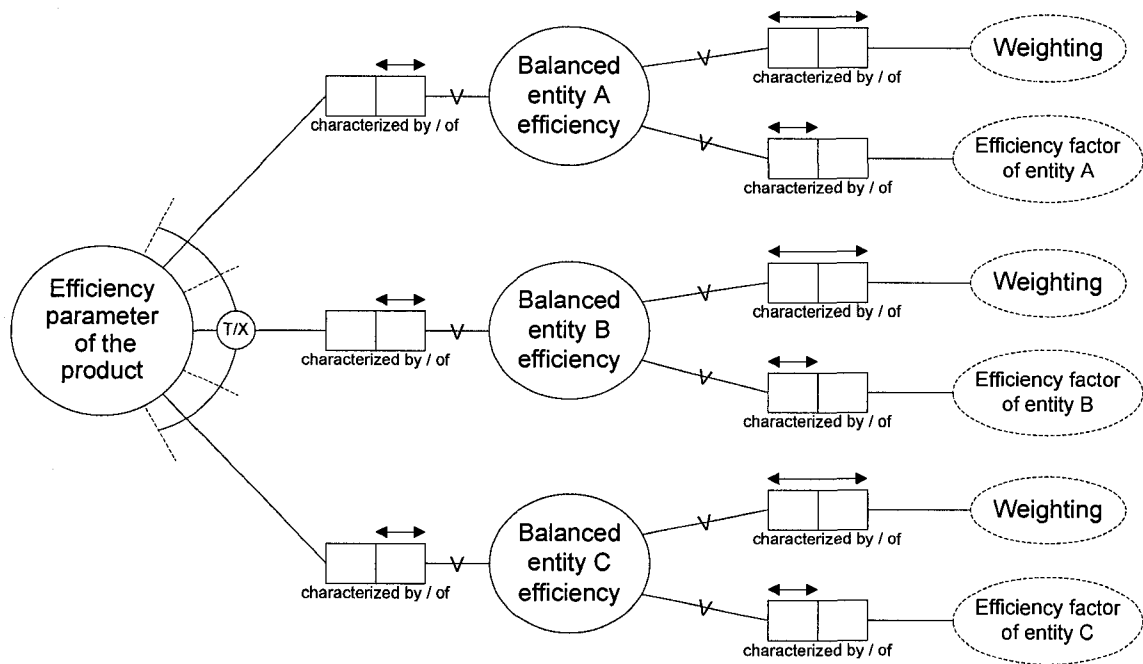 Weighting
characterized by / of
Balanced
entity A
efficiency
characterized by / of
Efficiency factor
of entity A
characterized by / of
Weighting
characterized by / of
Efficiency
parameter
of the
product
T/X
characterized by / of
Balanced
entity B
efficiency
Efficiency factor
of entity B
characterized by / of
Weighting
characterized by / of
Balanced
entity C
efficiency
characterized by / of
Efficiency factor
of entity C
characterized by / of